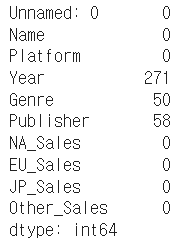 Unnamed: 0 0
Name 0
Platform 0
Year 271
Genre 50
Publisher 58
NA_Sales 0
EU_Sales 0
JP_Sales 0
Other_Sales 0
dtype: int64